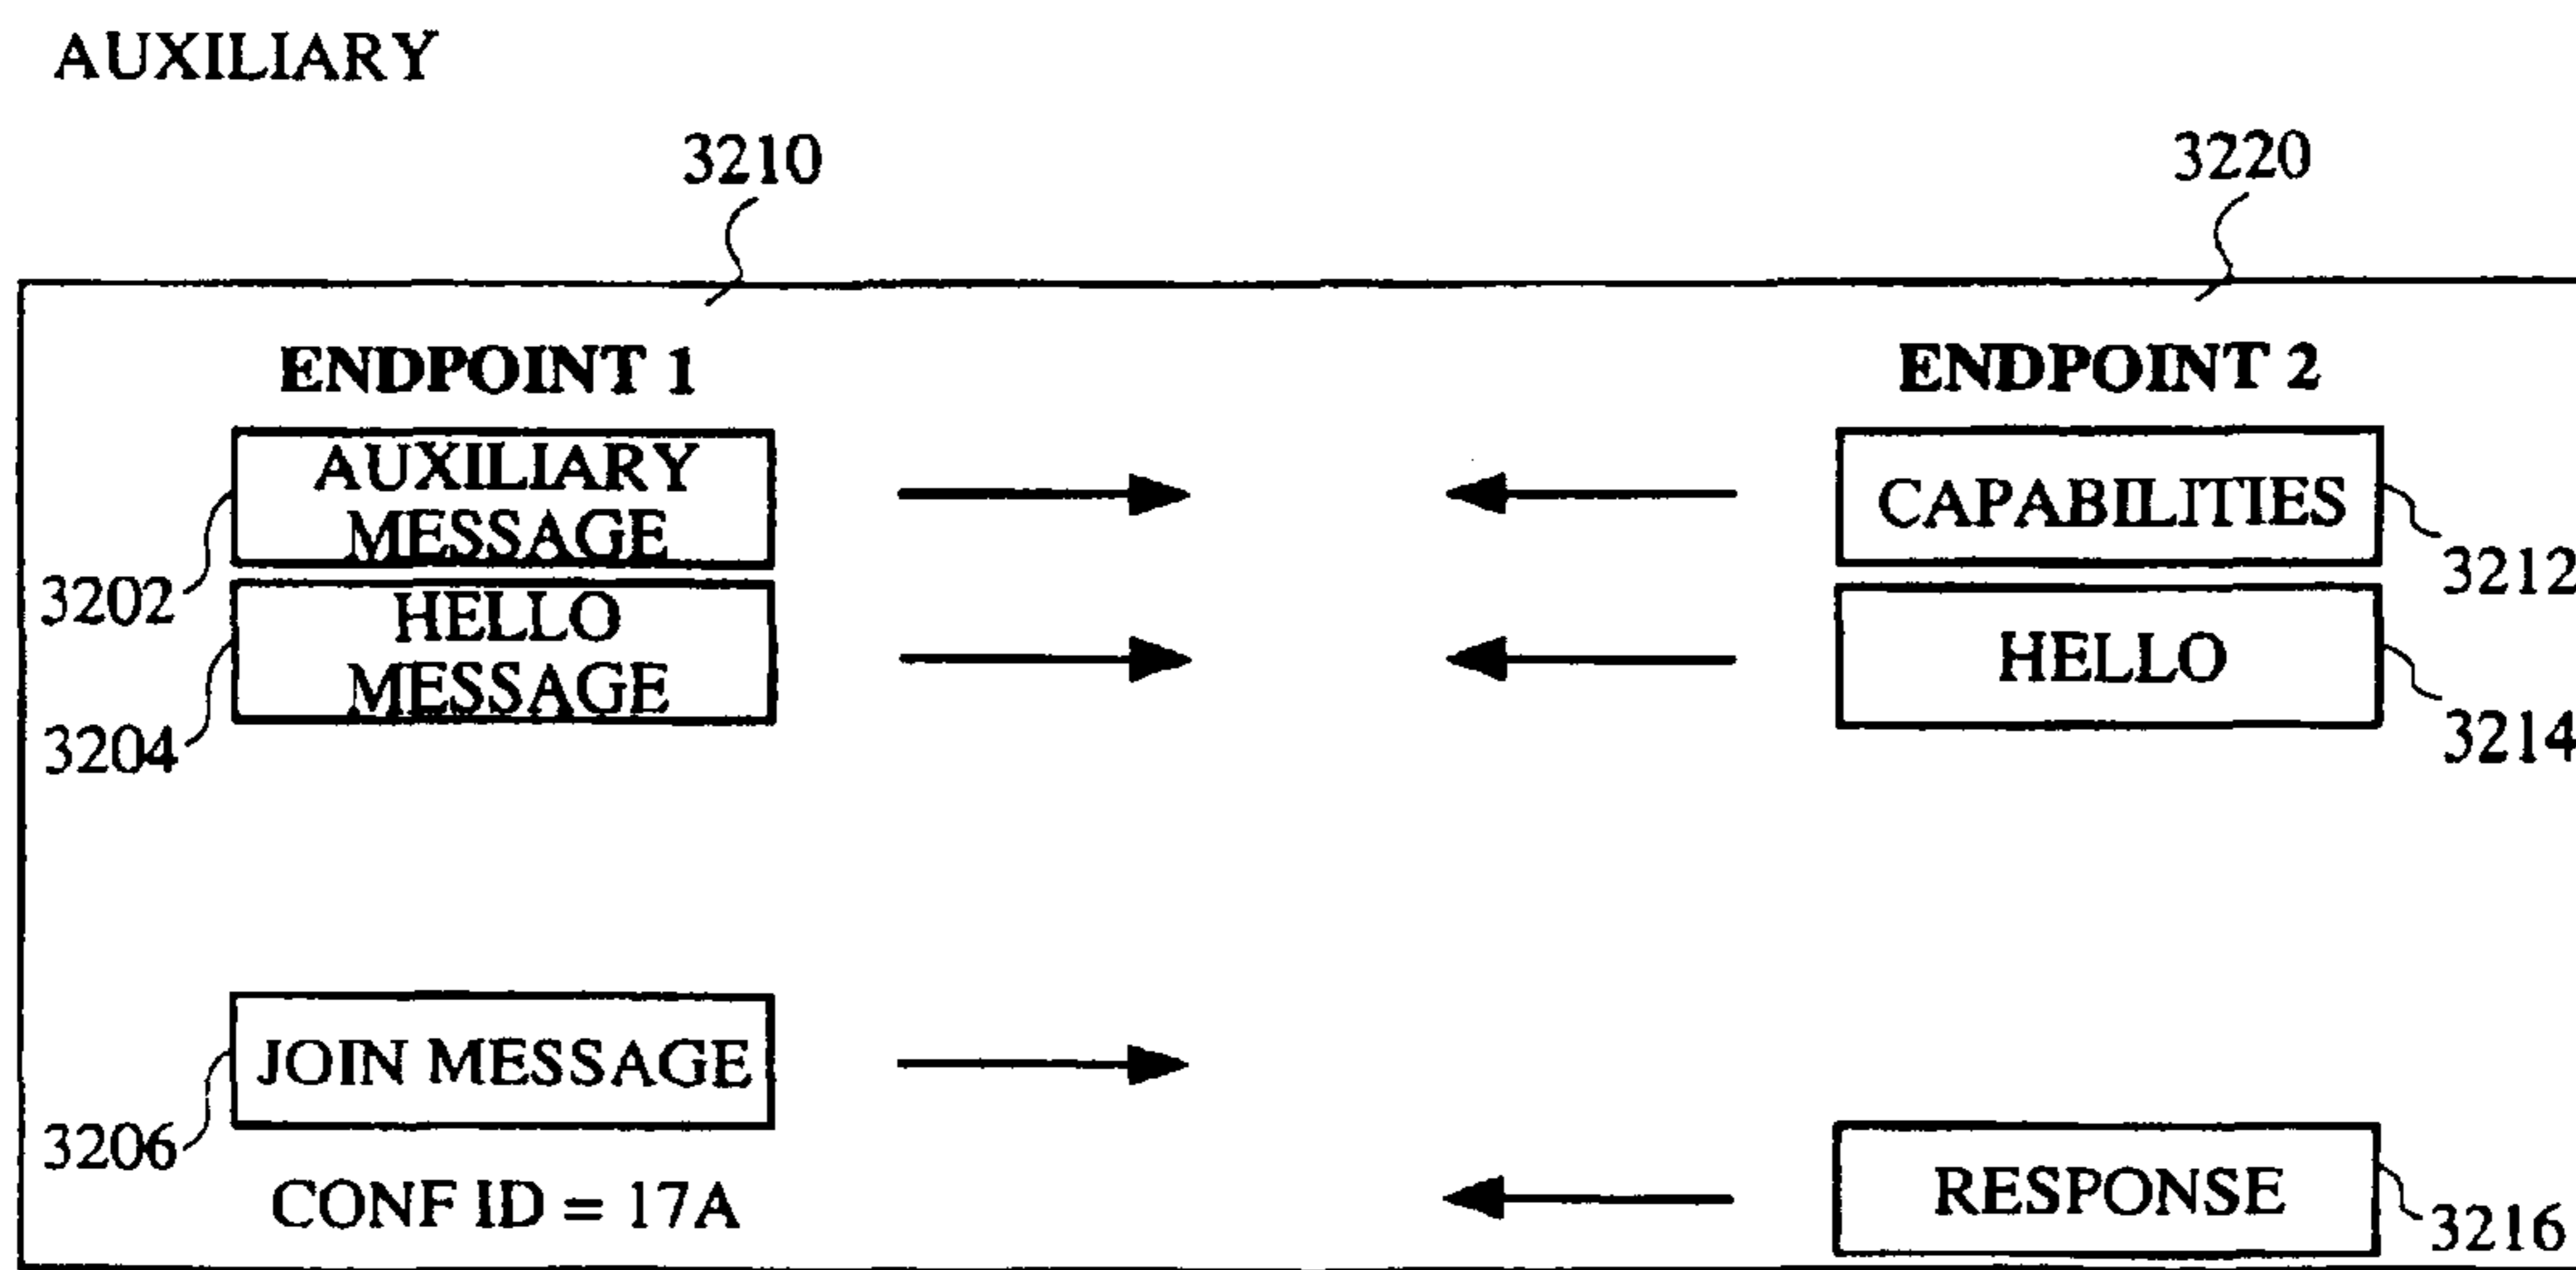 AUXILIARY
3210
3220
ENDPOINT 1
ENDPOINT 2
AUXILIARY
MESSAGE
CAPABILITIES
3202
3212
HELLO
MESSAGE
HELLO
3204
3214
JOIN MESSAGE
3206
CONF ID = 17A
RESPONSE
3216